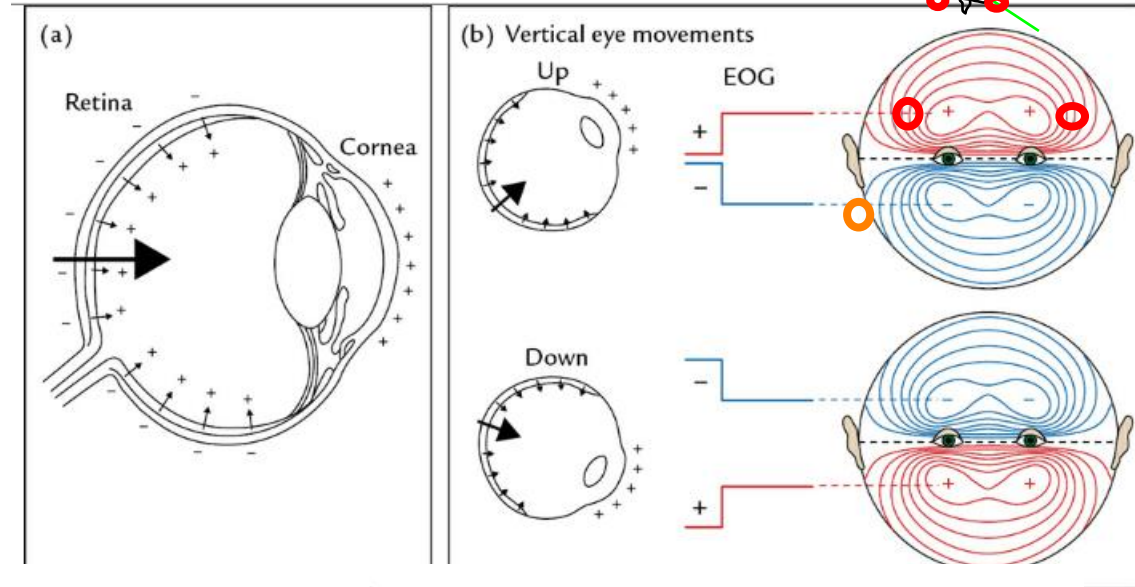 (a)
Retina
Cornea
(b) Vertical eye movements
Up
EOG
Down